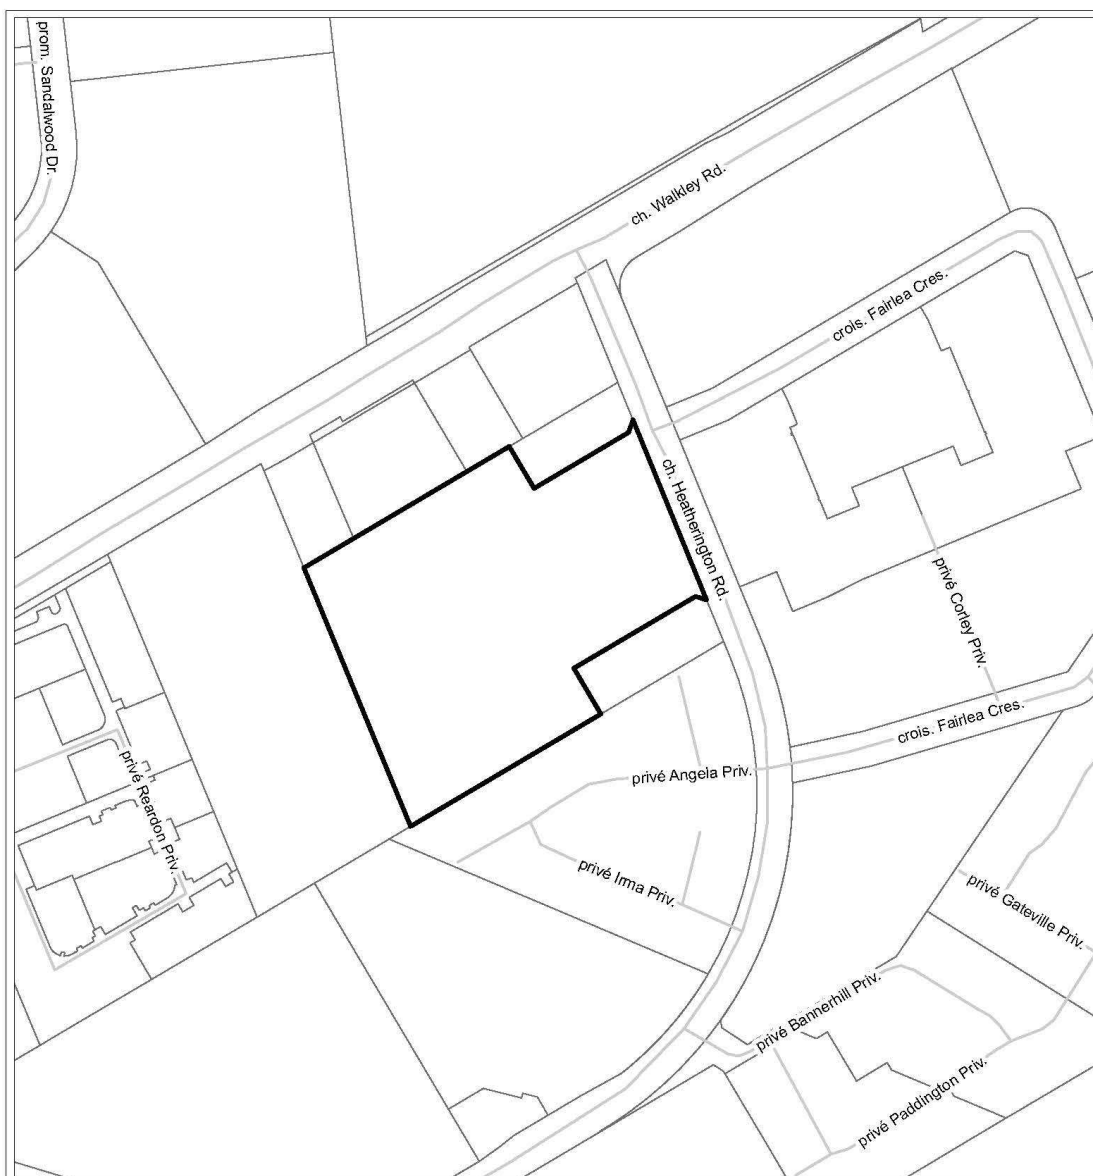 prom. Sandalwood Dr.
ch. Walkley Rd.
crois. Fairlea Cres.
ch. Heatherington Rd.
privé Corley Priv.
crois. Fairlea Cres.
privé Reardon Priv.
privé Angela Priv.
privé Irma Priv.
privé Gateville Priv.
privé Bannerhill Priv.
privé Paddington Priv.